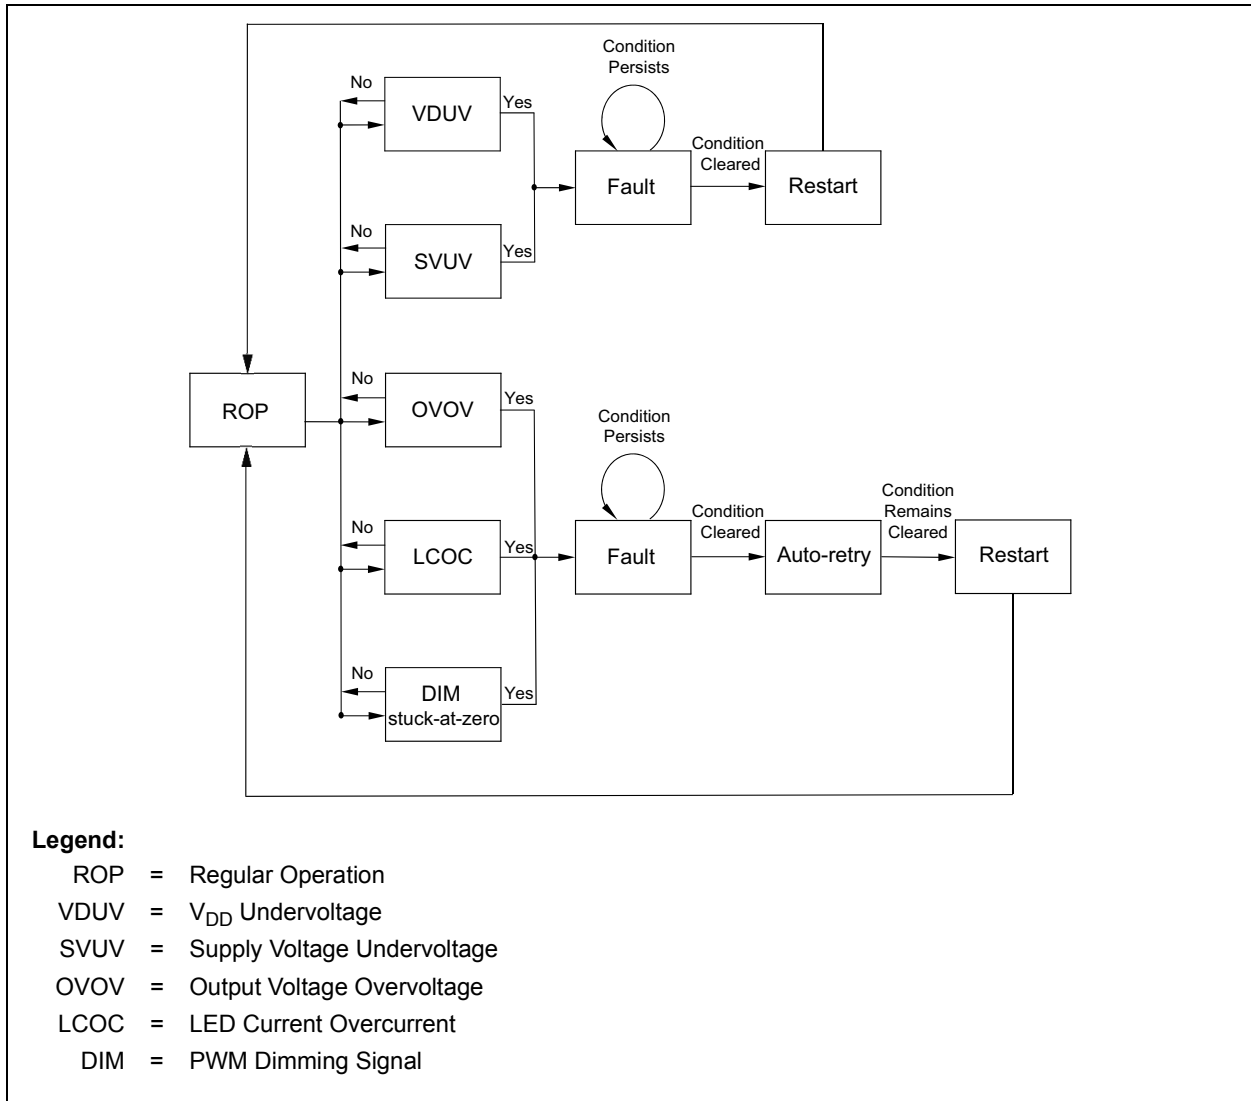 Condition
Persists
No
VDUV
Yes
Condition
Cleared
Fault
Restart
No
SVUV
Yes
No
OVOV
Yes
ROP
Condition
Persists
No
LCOC
Yes
Fault
Condition
Cleared
Auto-retry
Condition
Remains
Cleared
Restart
No
DIM
stuck-at-zero
Yes
Legend:
ROP = Regular Operation
VDUV = VDD Undervoltage
SVUV = Supply Voltage Undervoltage
OVOV = Output Voltage Overvoltage
LCOC = LED Current Overcurrent
DIM = PWM Dimming Signal